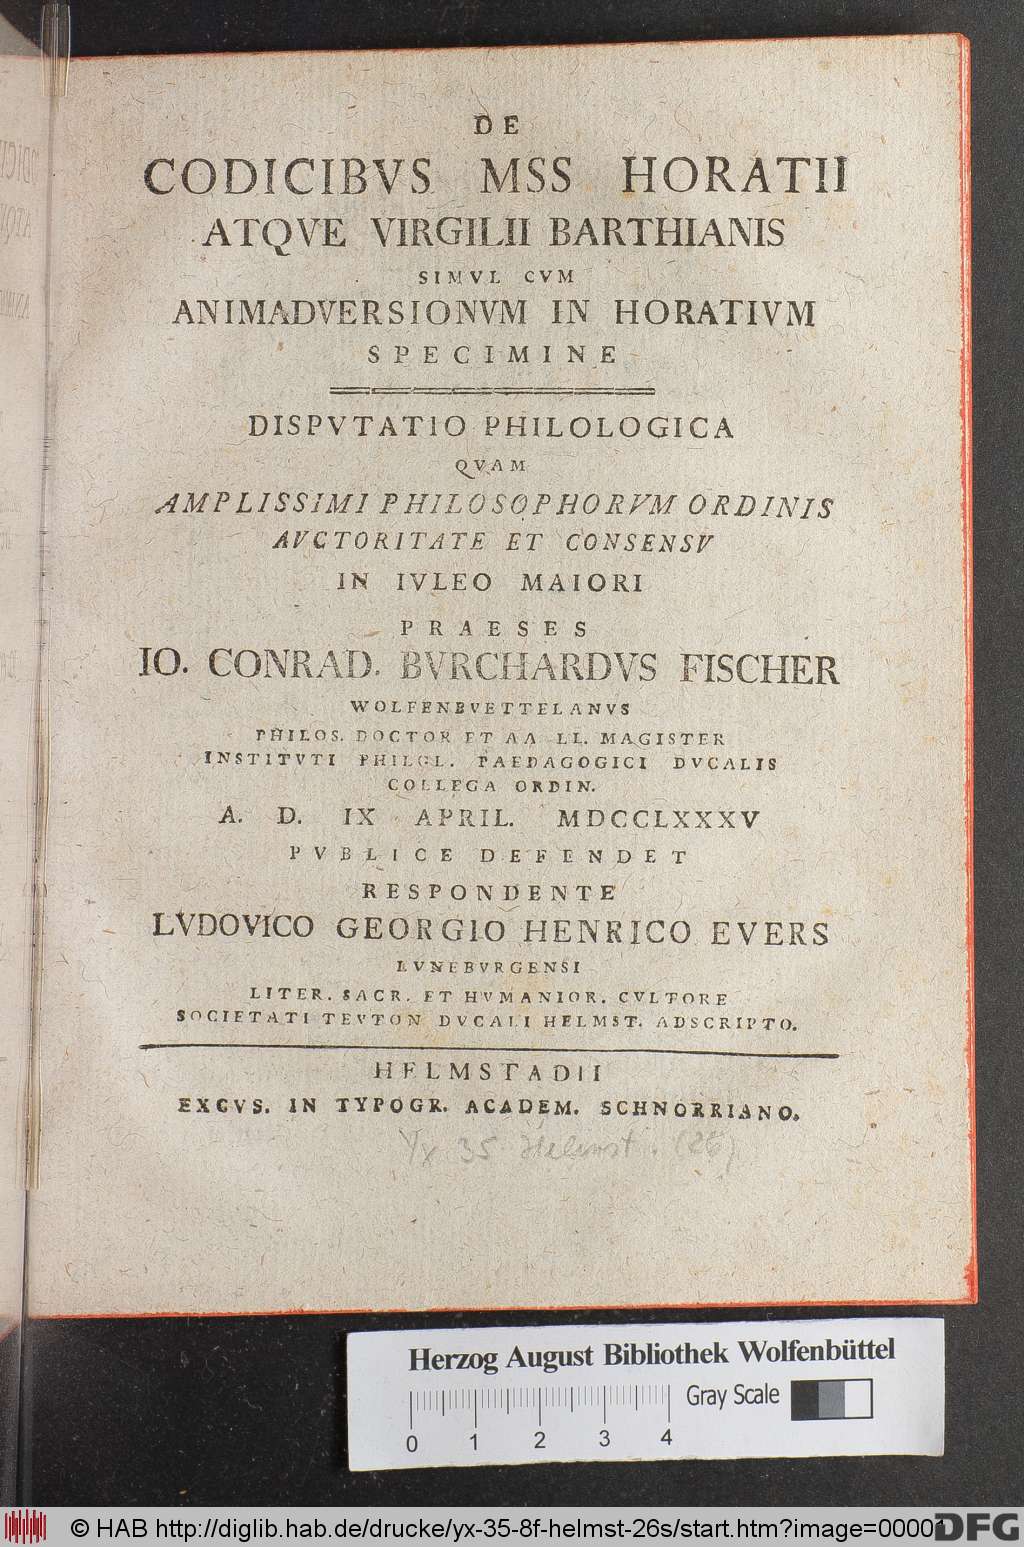 DE
CODICIBVS MSS HORATII
ATQVE VIRGILII BARTHIANIS
SIMVL CVM
ANIMADVERSIONVM IN HORATIVM
SPECIMINE
DISPVTATIO PHILOLOGICA
QVAM
AMPLISSIMI PHILOSOPHORVM ORDINIS
AVCTORITATE ET CONSENSV
IN IVLEO MAIORI
PRAESES
IO. CONRAD. BVRCHARDVS FISCHER
WOLFENBVETTELANVS
PHILOS. DOCTOR ET AA LL. MAGISTER
INSTITVTI PHILOL. PAEDAGOGICI DVCALIS
COLLEGA ORDIN.
A. D. IX APRIL. MDCCLXXXV
PVBLICE DEFENDET
RESPONDENTE
LVDOVICO GEORGIO HENRICO EVERS
LVNEBVRGENSI
LITER. SACR. ET HVMANIOR. CVLTORE
SOCIETATI TEVTON DVCALI HELMST. ADSCRIPTO.
HELMSTADII
EXCVS. IN TYPOGR. ACADEM. SCHNORRIANO.
Yx 35 Helmst. (26)
Herzog August Bibliothek Wolfenbüttel
Gray Scale
0 1 2 3 4
© HAB http://diglib.hab.de/drucke/yx-35-8f-helmst-26s/start.htm?image=00001
DFG